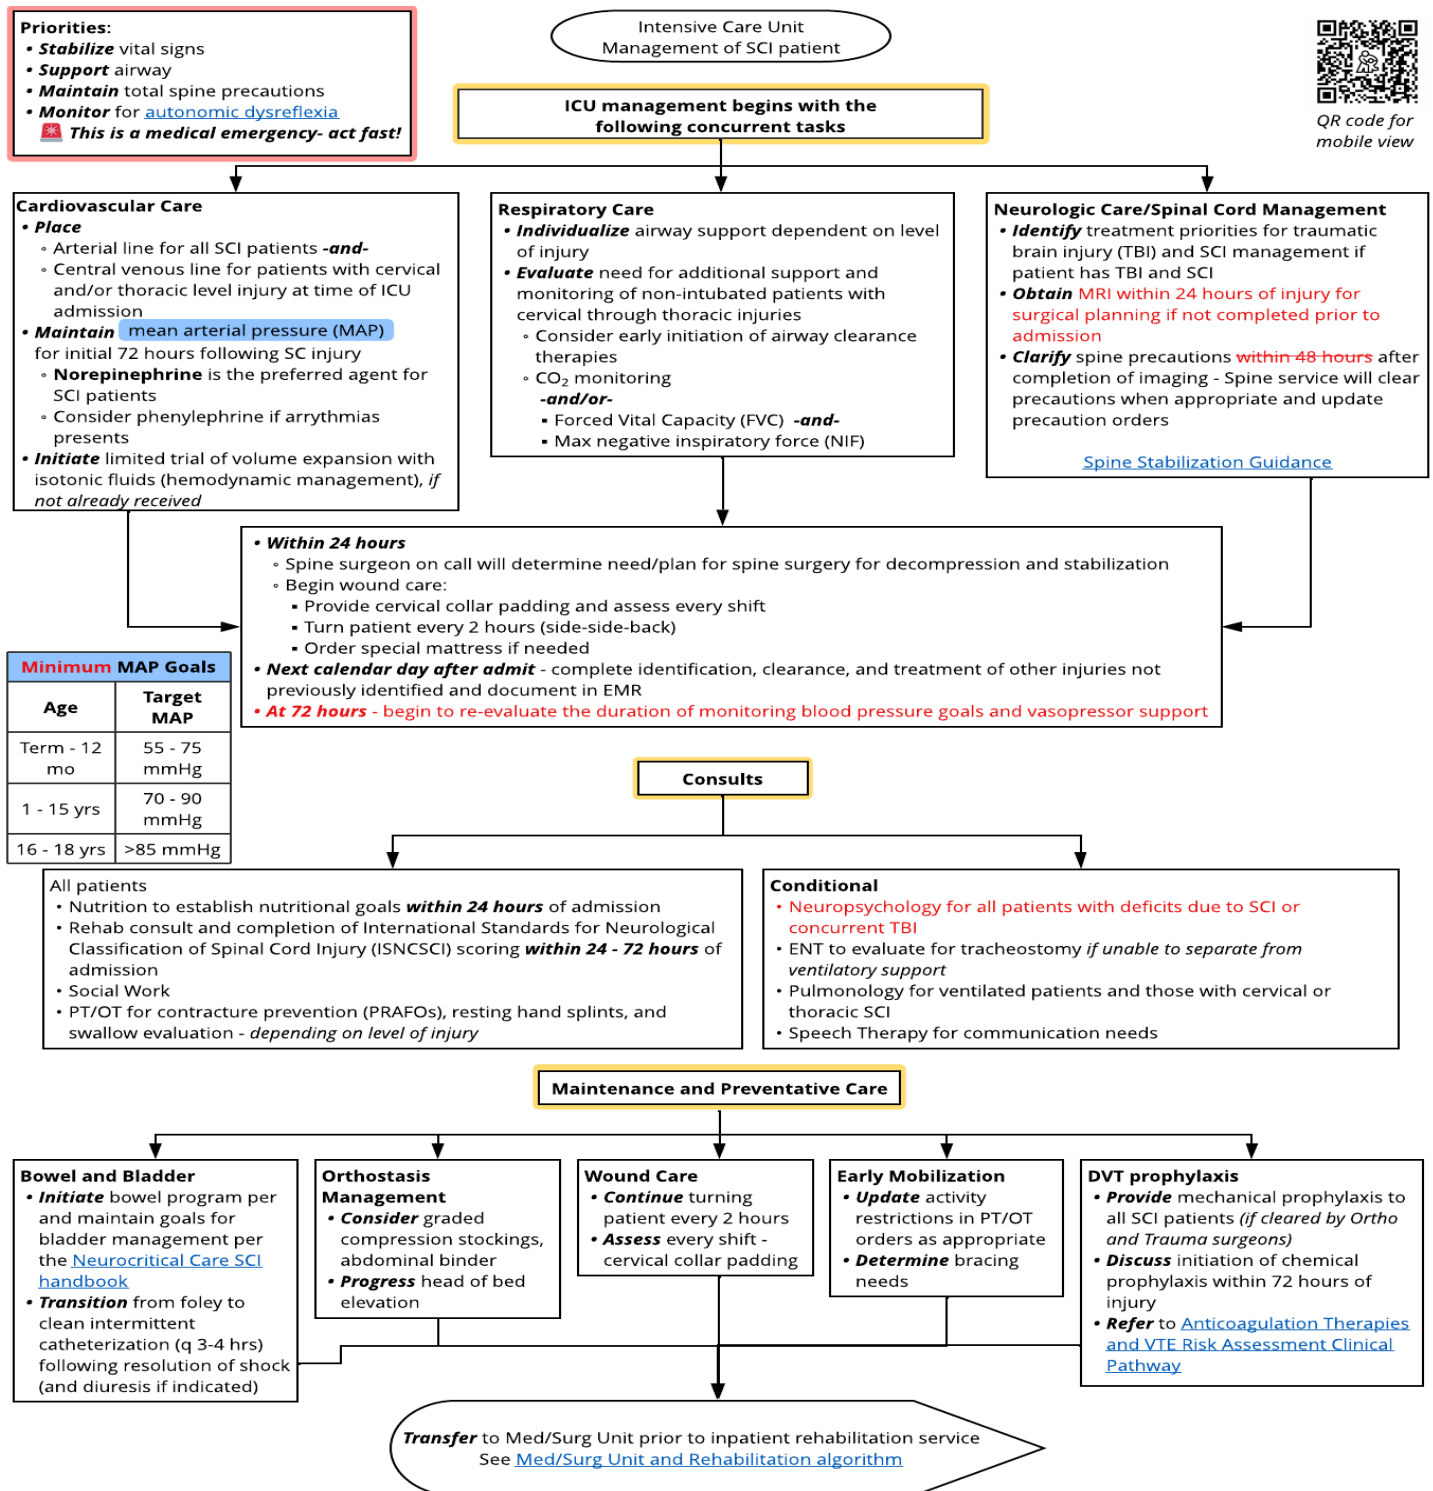 Priorities:
• Stabilize vital signs
• Support airway
• Maintain total spine precautions
• Monitor for autonomic dysreflexia
🚨 This is a medical emergency- act fast!
Intensive Care Unit
Management of SCI patient
QR code for
mobile view
ICU management begins with the
following concurrent tasks
Cardiovascular Care
• Place
◦ Arterial line for all SCI patients -and-
◦ Central venous line for patients with cervical
and/or thoracic level injury at time of ICU
admission
• Maintain mean arterial pressure (MAP)
for initial 72 hours following SC injury
◦ Norepinephrine is the preferred agent for
SCI patients
◦ Consider phenylephrine if arrythmias
presents
• Initiate limited trial of volume expansion with
isotonic fluids (hemodynamic management), if
not already received
Respiratory Care
• Individualize airway support dependent on level
of injury
• Evaluate need for additional support and
monitoring of non-intubated patients with
cervical through thoracic injuries
◦ Consider early initiation of airway clearance
therapies
◦ CO₂ monitoring
-and/or-
▪ Forced Vital Capacity (FVC) -and-
▪ Max negative inspiratory force (NIF)
Neurologic Care/Spinal Cord Management
• Identify treatment priorities for traumatic
brain injury (TBI) and SCI management if
patient has TBI and SCI
• Obtain MRI within 24 hours of injury for
surgical planning if not completed prior to
admission
• Clarify spine precautions within 48 hours after
completion of imaging - Spine service will clear
precautions when appropriate and update
precaution orders
Spine Stabilization Guidance
• Within 24 hours
◦ Spine surgeon on call will determine need/plan for spine surgery for decompression and stabilization
◦ Begin wound care:
▪ Provide cervical collar padding and assess every shift
▪ Turn patient every 2 hours (side-side-back)
▪ Order special mattress if needed
• Next calendar day after admit - complete identification, clearance, and treatment of other injuries not
previously identified and document in EMR
• At 72 hours - begin to re-evaluate the duration of monitoring blood pressure goals and vasopressor support
Minimum MAP Goals
Age
Target
MAP
Term - 12
mo
55 - 75
mmHg
1 - 15 yrs
70 - 90
mmHg
16 - 18 yrs
>85 mmHg
Consults
All patients
• Nutrition to establish nutritional goals within 24 hours of admission
• Rehab consult and completion of International Standards for Neurological
Classification of Spinal Cord Injury (ISNCSCI) scoring within 24 - 72 hours of
admission
• Social Work
• PT/OT for contracture prevention (PRAFOs), resting hand splints, and
swallow evaluation - depending on level of injury
Conditional
• Neuropsychology for all patients with deficits due to SCI or
concurrent TBI
• ENT to evaluate for tracheostomy if unable to separate from
ventilatory support
• Pulmonology for ventilated patients and those with cervical or
thoracic SCI
• Speech Therapy for communication needs
Maintenance and Preventative Care
Bowel and Bladder
• Initiate bowel program per
and maintain goals for
bladder management per
the Neurocritical Care SCI
handbook
• Transition from foley to
clean intermittent
catheterization (q 3-4 hrs)
following resolution of shock
(and diuresis if indicated)
Orthostasis
Management
• Consider graded
compression stockings,
abdominal binder
• Progress head of bed
elevation
Wound Care
• Continue turning
patient every 2 hours
• Assess every shift -
cervical collar padding
Early Mobilization
• Update activity
restrictions in PT/OT
orders as appropriate
• Determine bracing
needs
DVT prophylaxis
• Provide mechanical prophylaxis to
all SCI patients (if cleared by Ortho
and Trauma surgeons)
• Discuss initiation of chemical
prophylaxis within 72 hours of
injury
• Refer to Anticoagulation Therapies
and VTE Risk Assessment Clinical
Pathway
Transfer to Med/Surg Unit prior to inpatient rehabilitation service
See Med/Surg Unit and Rehabilitation algorithm